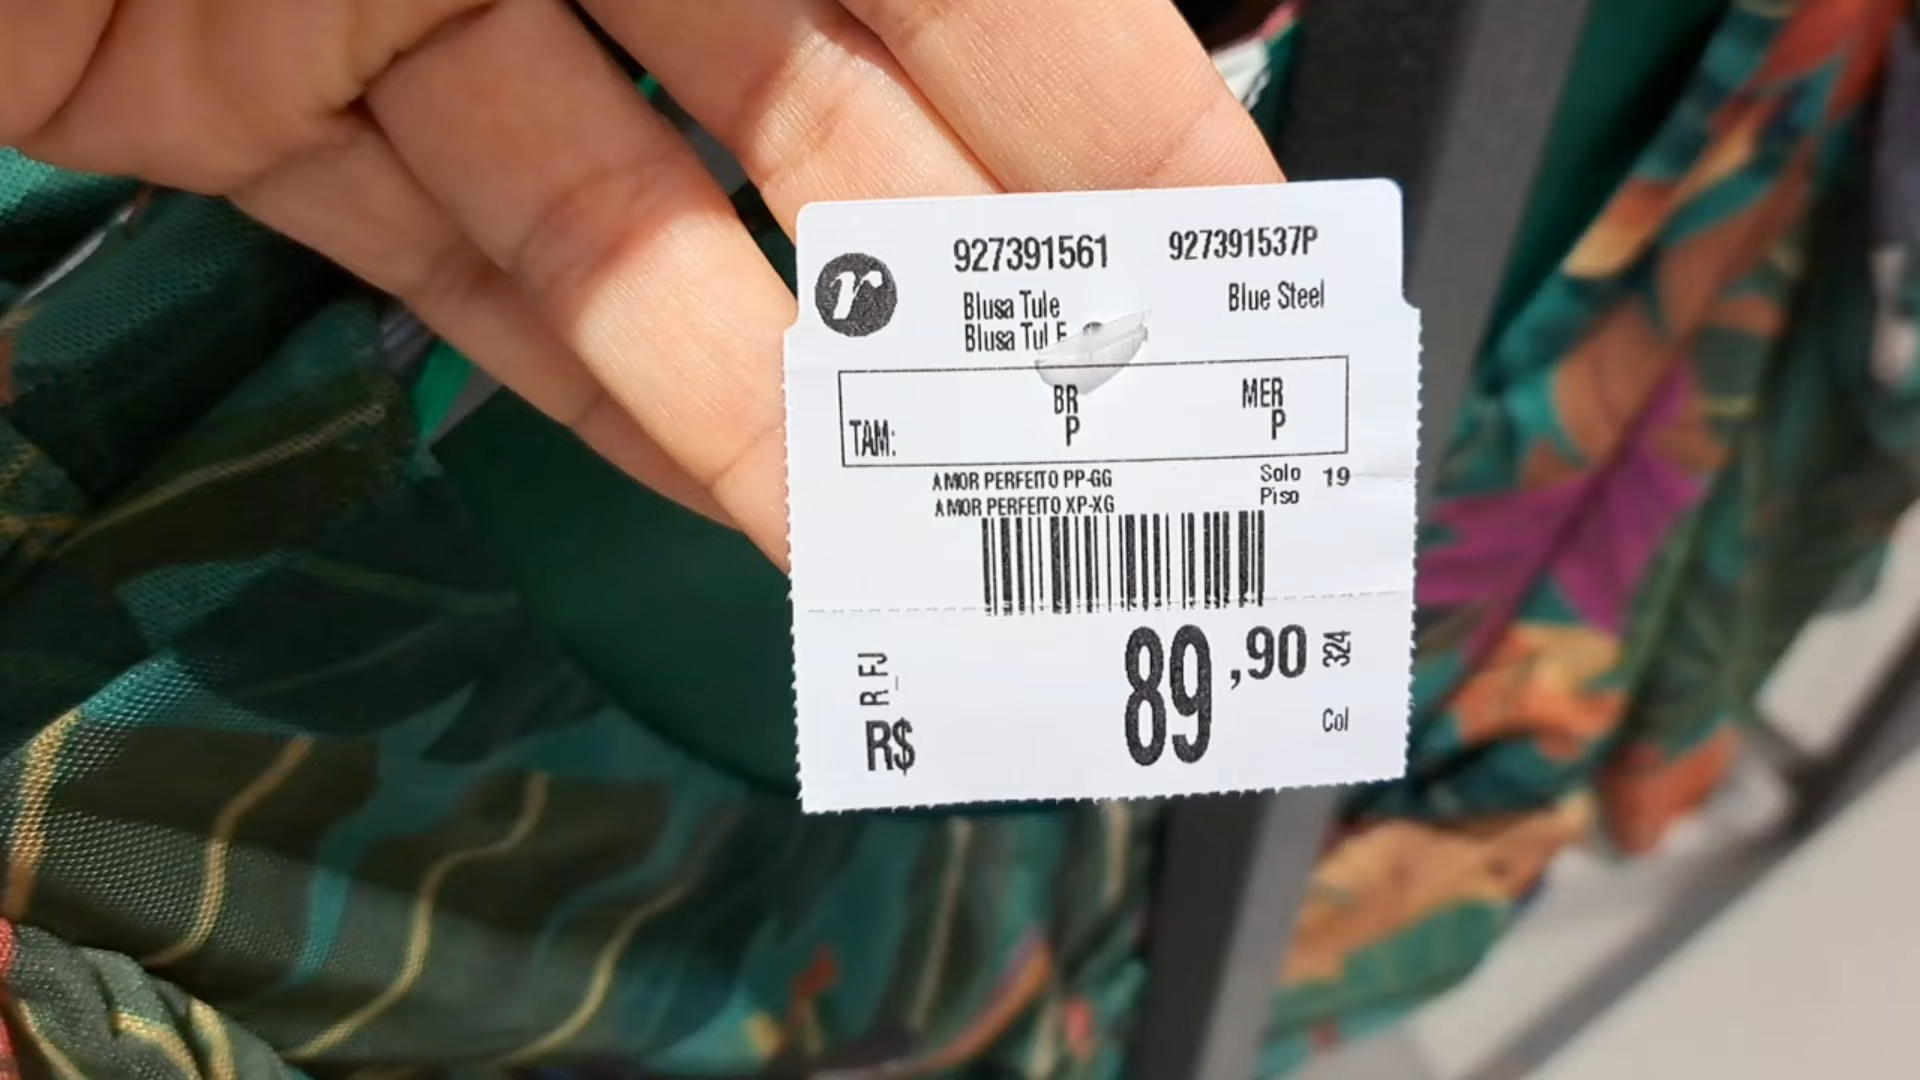 r
927391561 927391537P
Blusa Tule Blue Steel
Blusa Tul E
BR MER
TAM: P P
AMOR PERFEITO PP-GG Solo 19
AMOR PERFEITO XP-XG Piso
R_FJ
R$ 89,90 324
Col